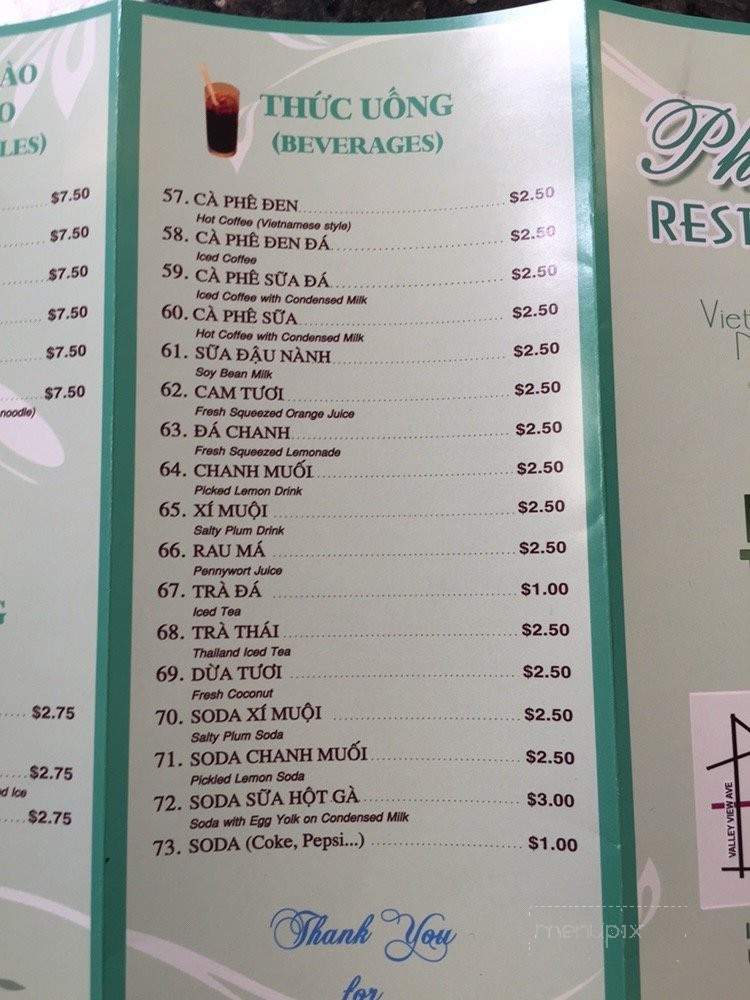 ÀO
O
LES)
$7.50
$7.50
$7.50
$7.50
$7.50
$7.50
noodle)
G
$2.75
$2.75
d Ice
$2.75
THỨC UỐNG
(BEVERAGES)
57. CÀ PHÊ ĐEN $2.50
Hot Coffee (Vietnamese style)
58. CÀ PHÊ ĐEN ĐÁ $2.50
Iced Coffee
59. CÀ PHÊ SỮA ĐÁ $2.50
Iced Coffee with Condensed Milk
60. CÀ PHÊ SỮA $2.50
Hot Coffee with Condensed Milk
61. SỮA ĐẬU NÀNH $2.50
Soy Bean Milk
62. CAM TƯƠI $2.50
Fresh Squeezed Orange Juice
63. ĐÁ CHANH $2.50
Fresh Squeezed Lemonade
64. CHANH MUỐI $2.50
Picked Lemon Drink
65. XÍ MUỘI $2.50
Salty Plum Drink
66. RAU MÁ $2.50
Pennywort Juice
67. TRÀ ĐÁ $1.00
Iced Tea
68. TRÀ THÁI $2.50
Thailand Iced Tea
69. DỪA TƯƠI $2.50
Fresh Coconut
70. SODA XÍ MUỘI $2.50
Salty Plum Soda
71. SODA CHANH MUỐI $2.50
Pickled Lemon Soda
72. SODA SỮA HỘT GÀ $3.00
Soda with Egg Yolk on Condensed Milk
73. SODA (Coke, Pepsi...) $1.00
Thank You
for
menupix
Ph
REST
Viet
VALLEY VIEW AVE